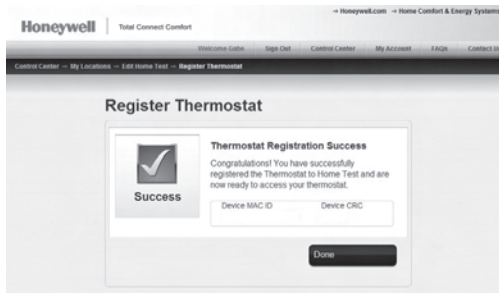 → Honeywell.com → Home Comfort & Energy Systems
Honeywell Total Connect Comfort
Welcome Gabe Sign Out Control Center My Account FAQs Contact Us
Control Center → My Locations → Edit Home Test → Register Thermostat
Register Thermostat
Thermostat Registration Success
Congratulations! You have successfully
registered the Thermostat to Home Test and are
now ready to access your thermostat.
Success
Device MAC ID Device CRC
Done